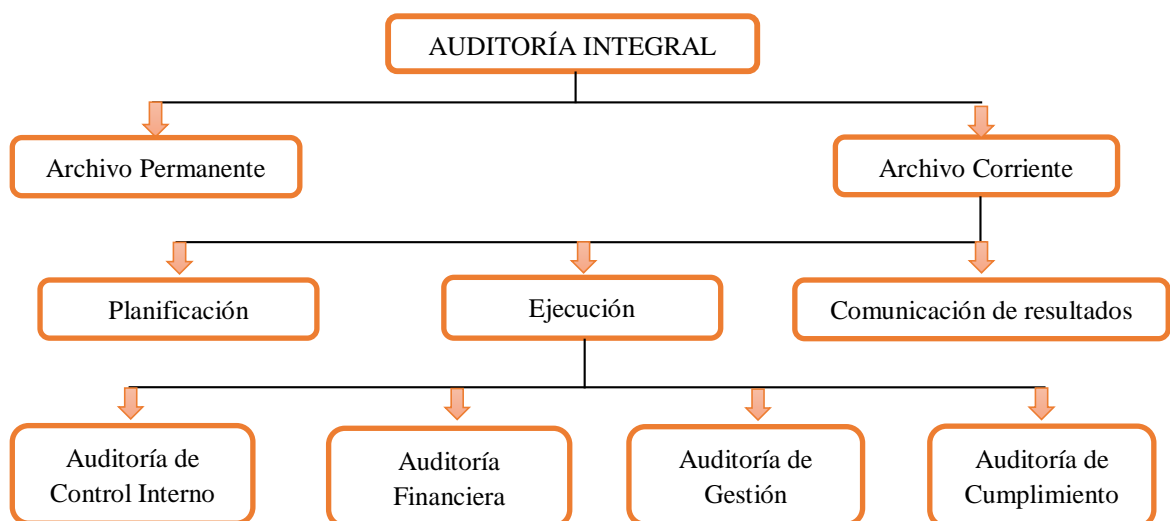 AUDITORÍA INTEGRAL
Archivo Permanente
Archivo Corriente
Planificación
Ejecución
Comunicación de resultados
Auditoría de
Control Interno
Auditoría
Financiera
Auditoría de
Gestión
Auditoría de
Cumplimiento